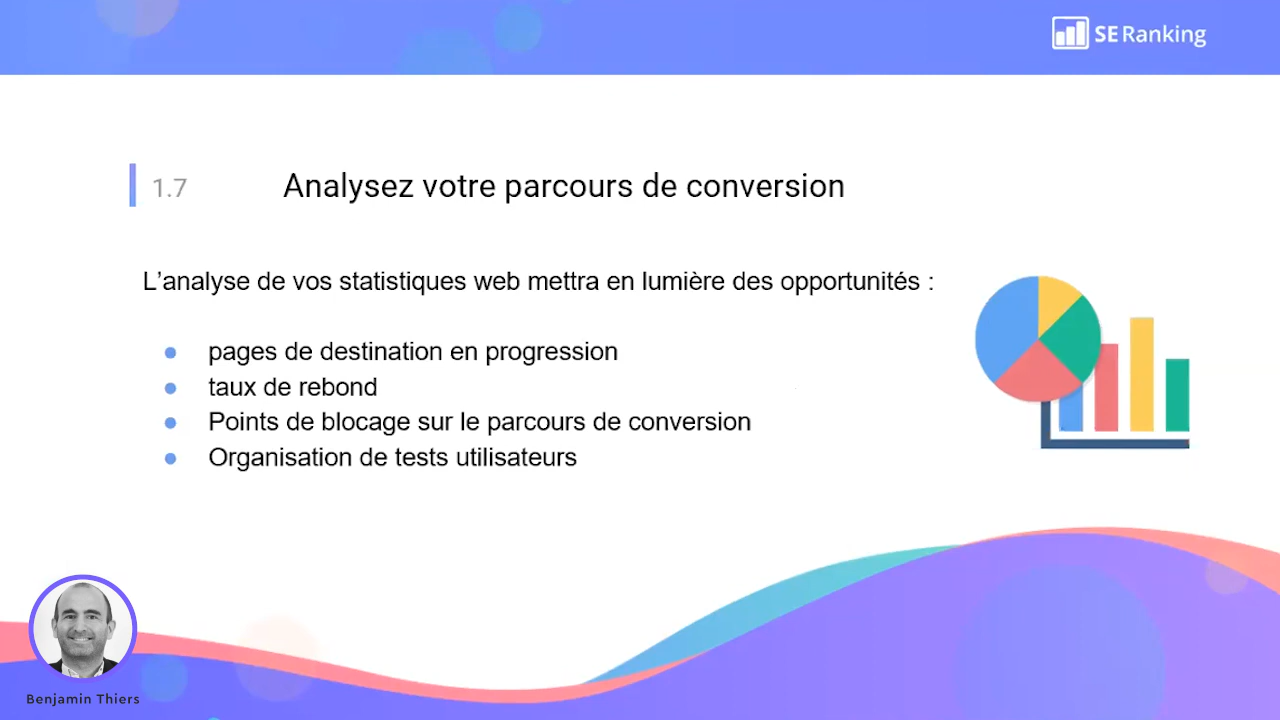 SE Ranking
1.7 Analysez votre parcours de conversion
L’analyse de vos statistiques web mettra en lumière des opportunités :
● pages de destination en progression
● taux de rebond
● Points de blocage sur le parcours de conversion
● Organisation de tests utilisateurs
Benjamin Thiers